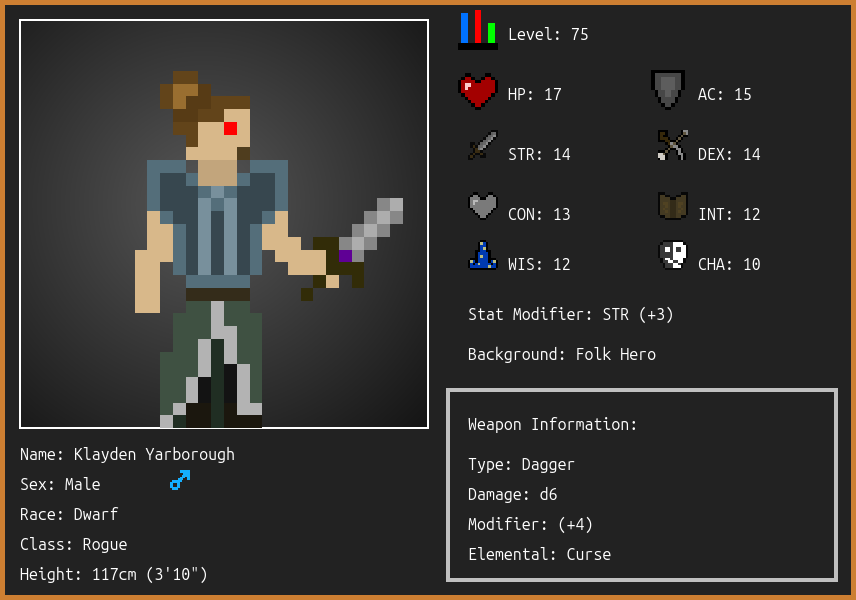 Level: 75
HP: 17
AC: 15
STR: 14
DEX: 14
CON: 13
INT: 12
WIS: 12
CHA: 10
Stat Modifier: STR (+3)
Background: Folk Hero
Weapon Information:
Type: Dagger
Damage: d6
Modifier: (+4)
Elemental: Curse
Name: Klayden Yarborough
Sex: Male
Race: Dwarf
Class: Rogue
Height: 117cm (3'10")